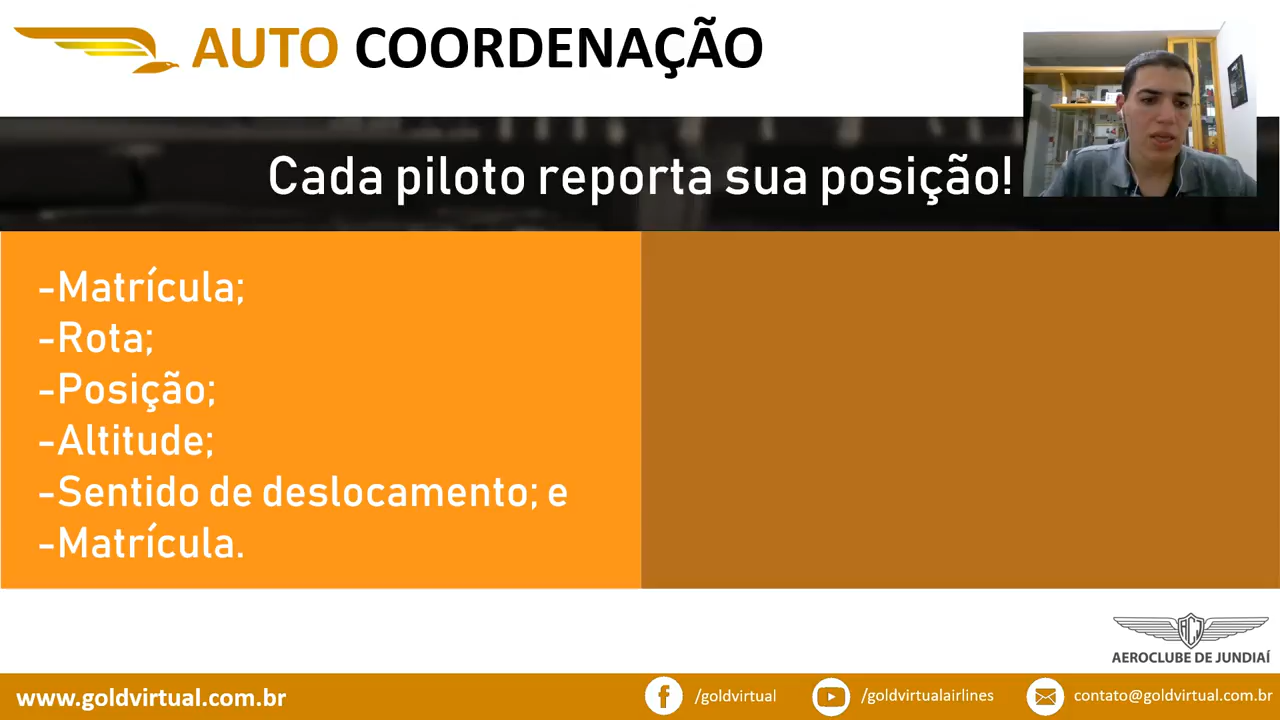 AUTO COORDENAÇÃO
Cada piloto reporta sua posição!
-Matrícula;
-Rota;
-Posição;
-Altitude;
-Sentido de deslocamento; e
-Matrícula.
ACJ
AEROCLUBE DE JUNDIAÍ
www.goldvirtual.com.br
/goldvirtual
/goldvirtualairlines
contato@goldvirtual.com.br